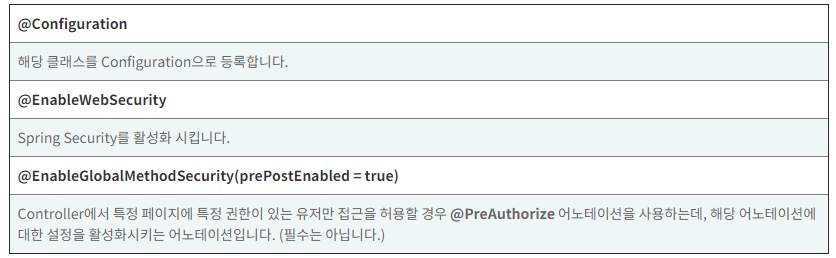 @Configuration
해당 클래스를 Configuration으로 등록합니다.
@EnableWebSecurity
Spring Security를 활성화 시킵니다.
@EnableGlobalMethodSecurity(prePostEnabled = true)
Controller에서 특정 페이지에 특정 권한이 있는 유저만 접근을 허용할 경우 @PreAuthorize 어노테이션을 사용하는데, 해당 어노테이션에
대한 설정을 활성화시키는 어노테이션입니다. (필수는 아닙니다.)